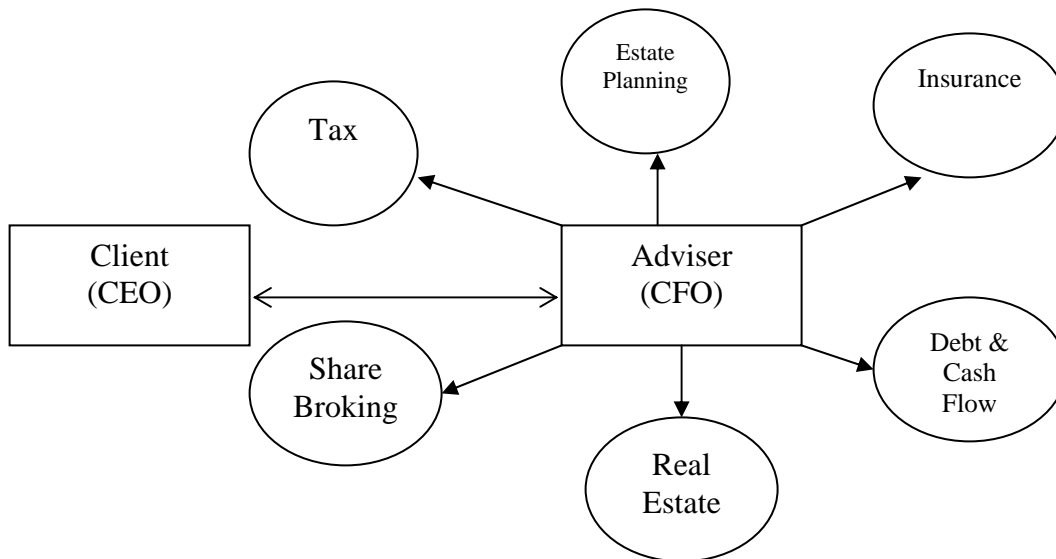 Estate
Planning
Insurance
Tax
Client
(CEO)
Adviser
(CFO)
Share
Broking
Debt &
Cash
Flow
Real
Estate